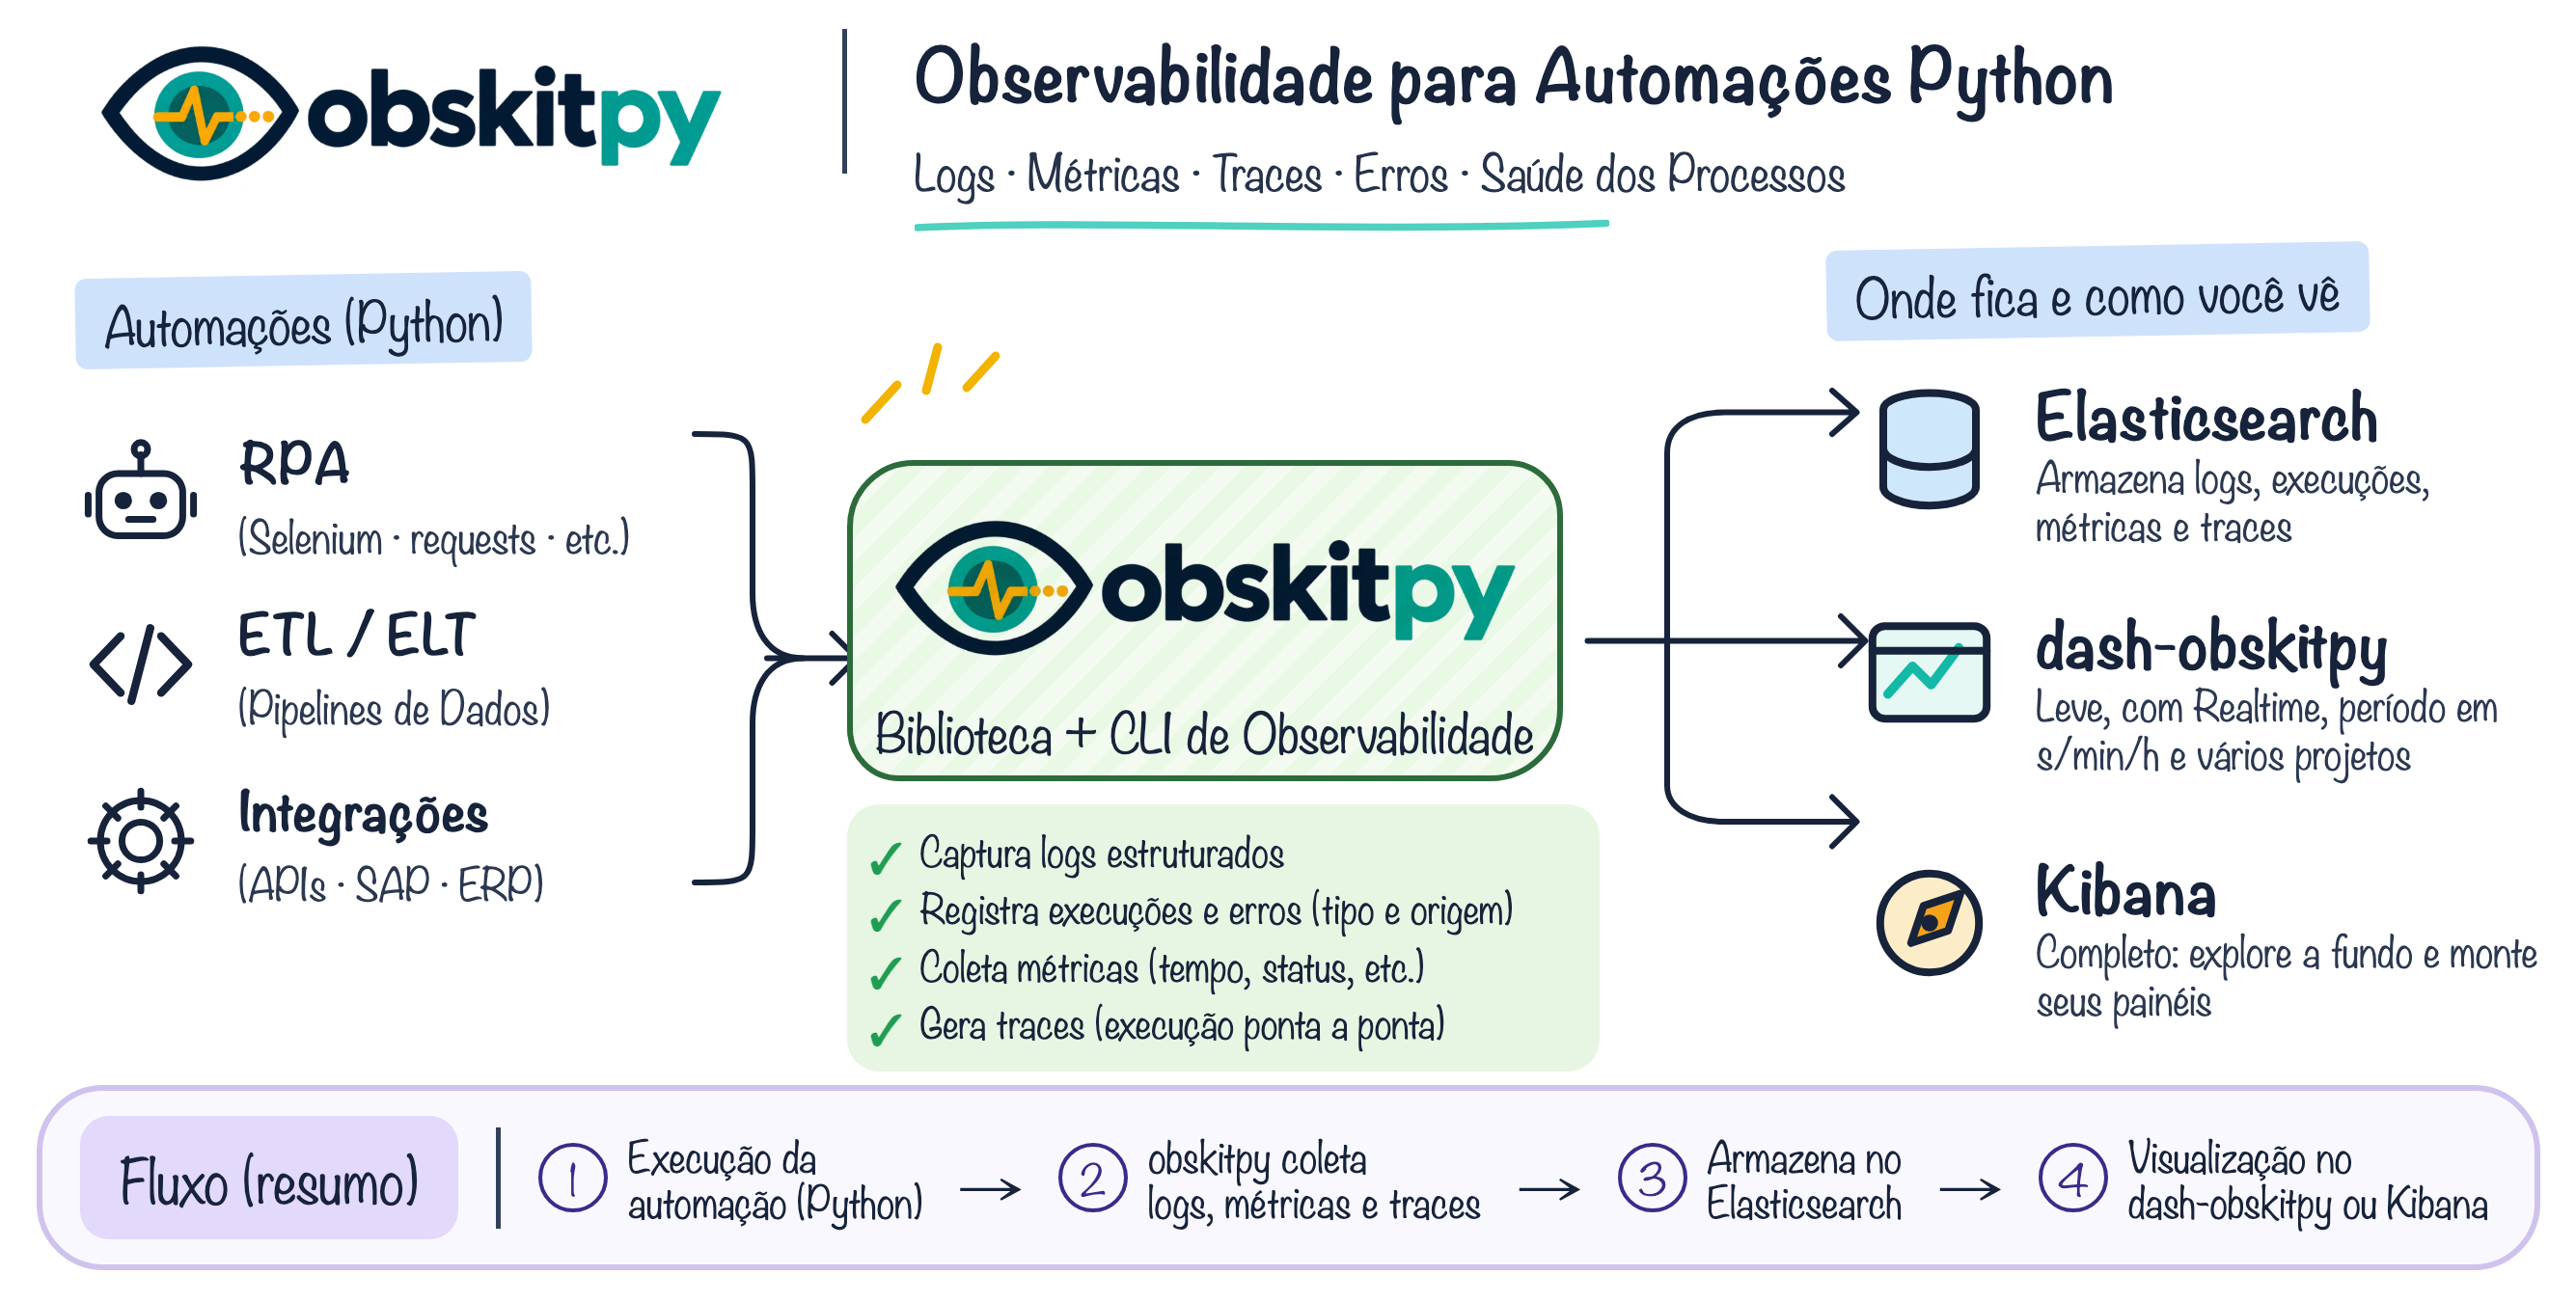 obskitpy
Observabilidade para Automações Python
Logs · Métricas · Traces · Erros · Saúde dos Processos
Automações (Python)
RPA
(Selenium · requests · etc.)
ETL / ELT
(Pipelines de Dados)
Integrações
(APIs · SAP · ERP)
obskitpy
Biblioteca + CLI de Observabilidade
✓ Captura logs estruturados
✓ Registra execuções e erros (tipo e origem)
✓ Coleta métricas (tempo, status, etc.)
✓ Gera traces (execução ponta a ponta)
Onde fica e como você vê
Elasticsearch
Armazena logs, execuções,
métricas e traces
dash-obskitpy
Leve, com Realtime, período em
s/min/h e vários projetos
Kibana
Completo: explore a fundo e monte
seus painéis
Fluxo (resumo)
1
Execução da
automação (Python)
2
obskitpy coleta
logs, métricas e traces
3
Armazena no
Elasticsearch
4
Visualização no
dash-obskitpy ou Kibana